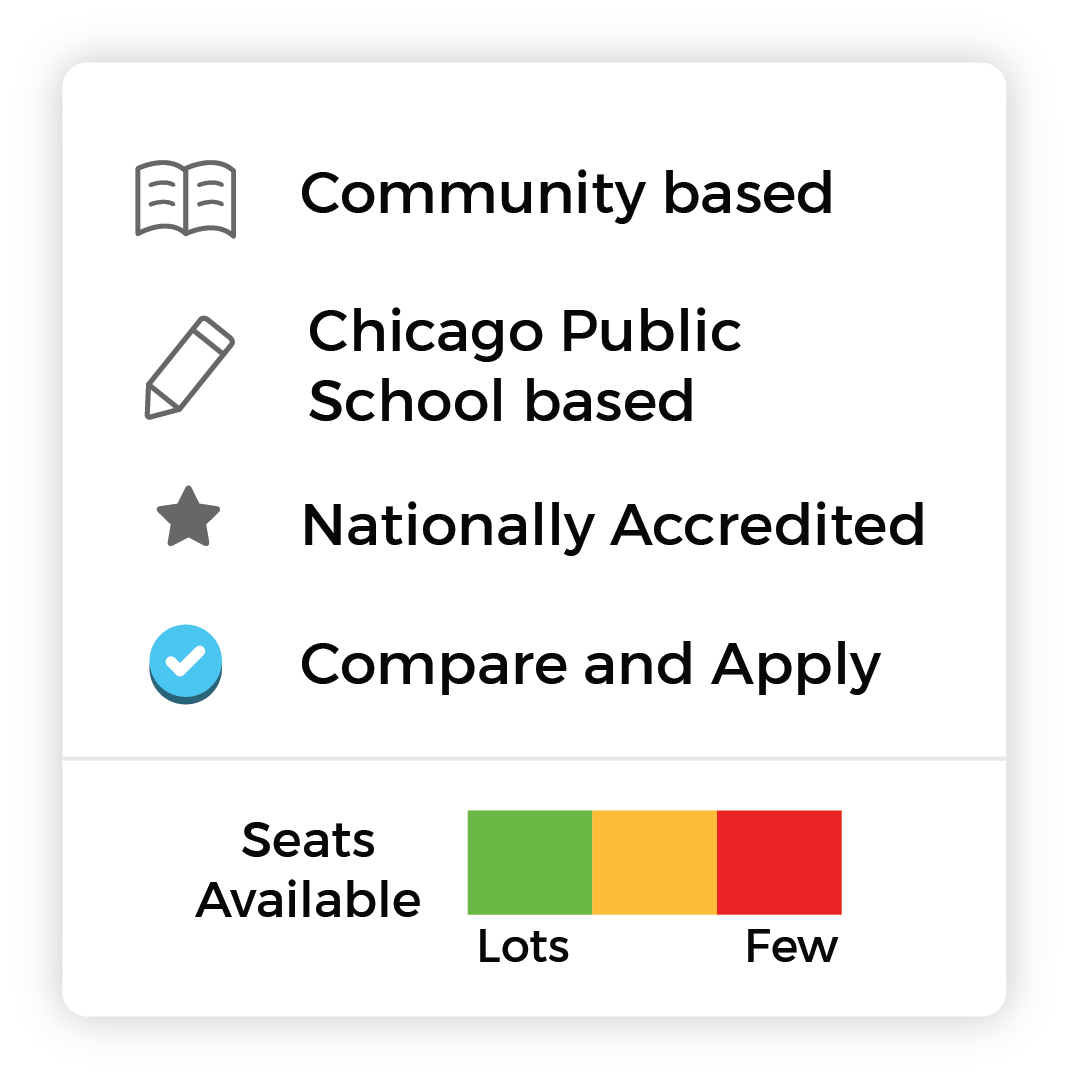 Community based
Chicago Public
School based
Nationally Accredited
Compare and Apply
Seats
Available
Lots
Few